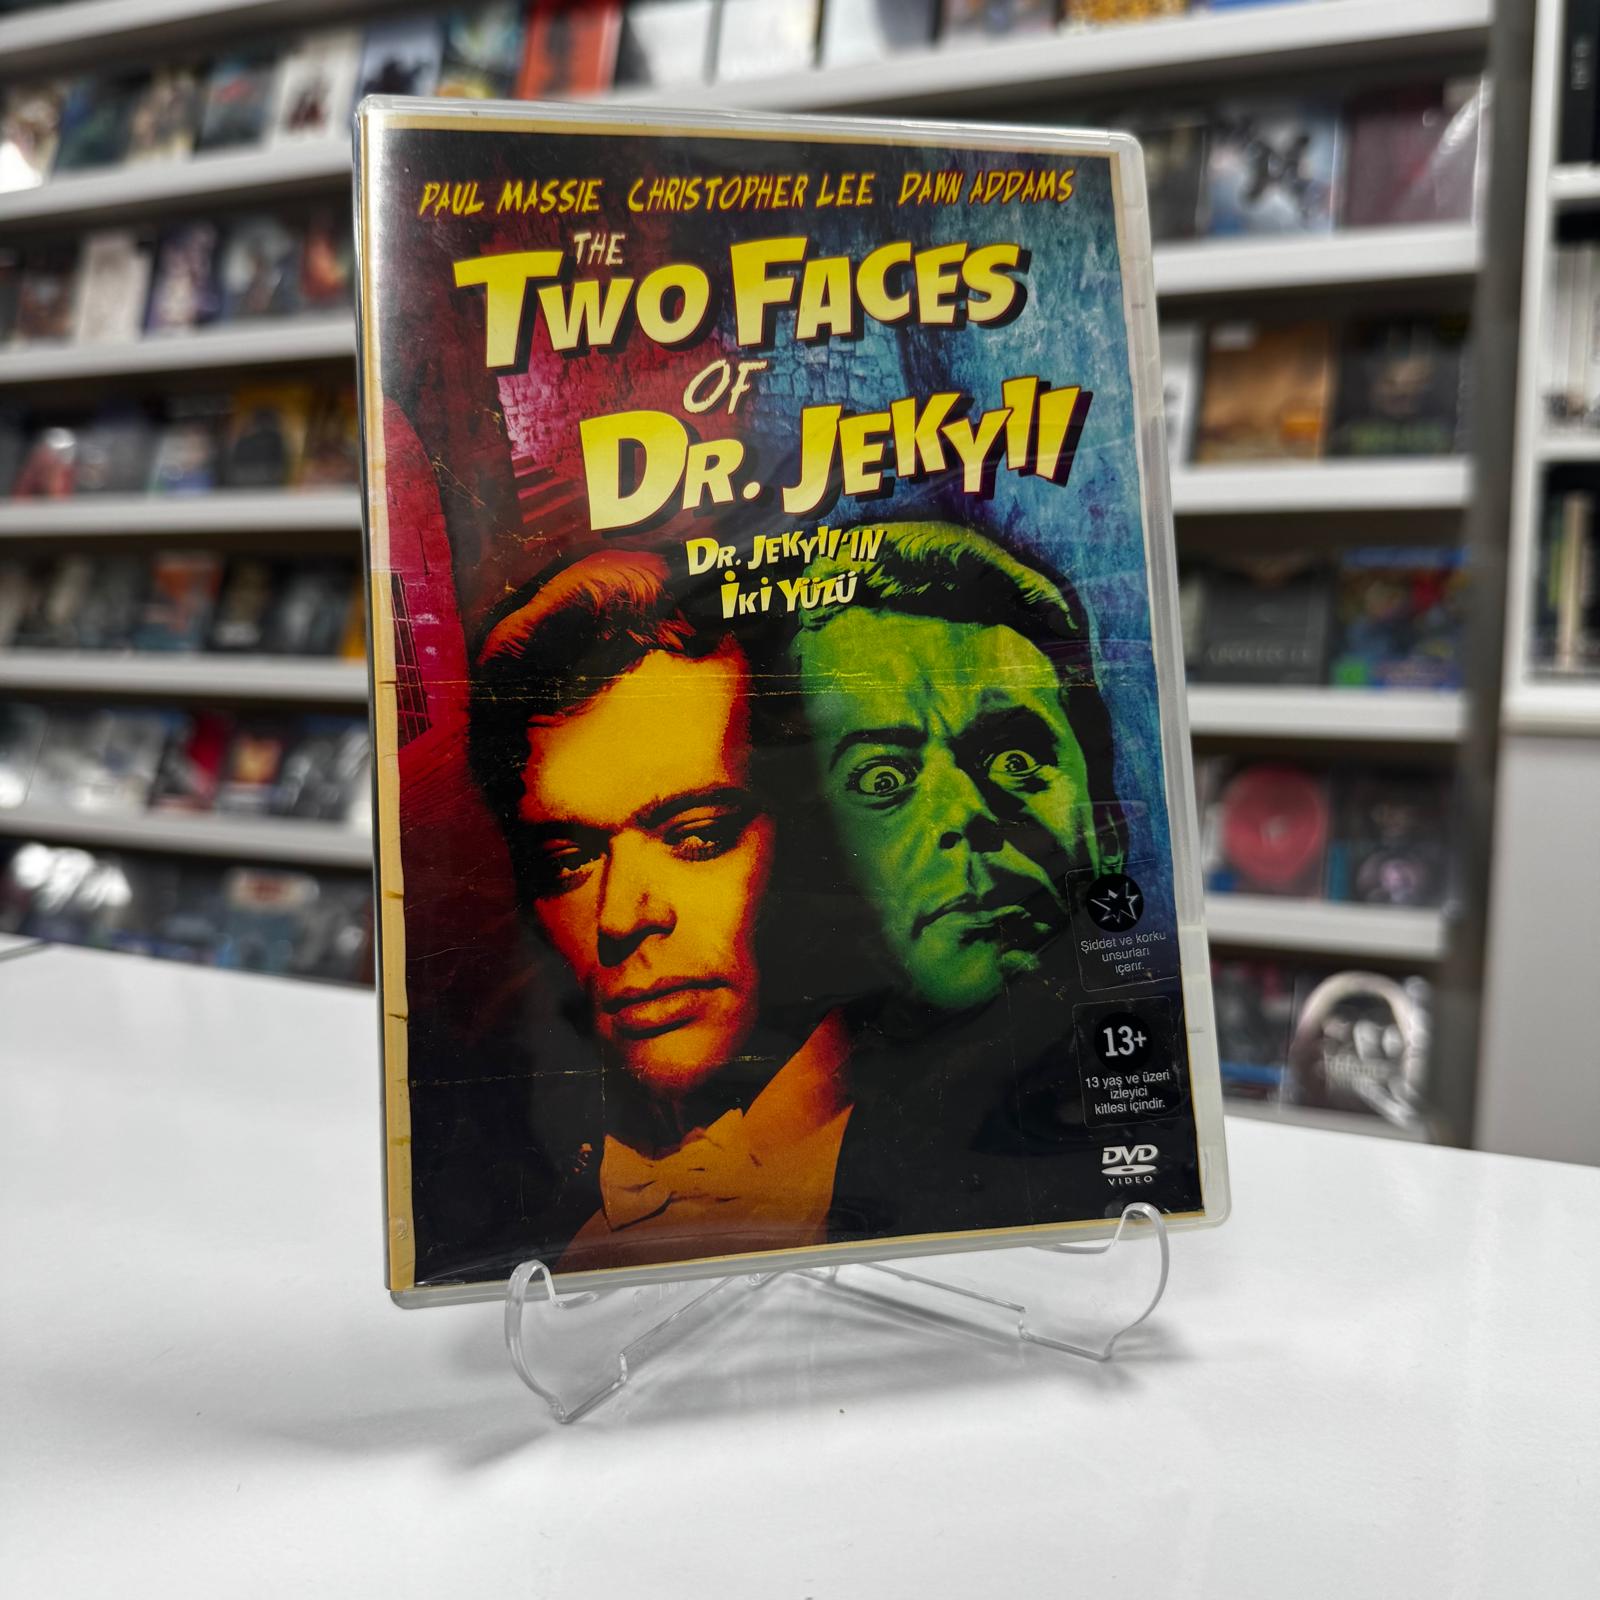 PAUL MASSIE CHRISTOPHER LEE DAWN ADDAMS
THE
TWO FACES
OF
DR. JEKYLL
DR. JEKYLL'IN
İKİ YÜZÜ
Şiddet ve korku
unsurları
içerir.
13+
13 yaş ve üzeri
izleyici
kitlesi içindir.
DVD
VIDEO